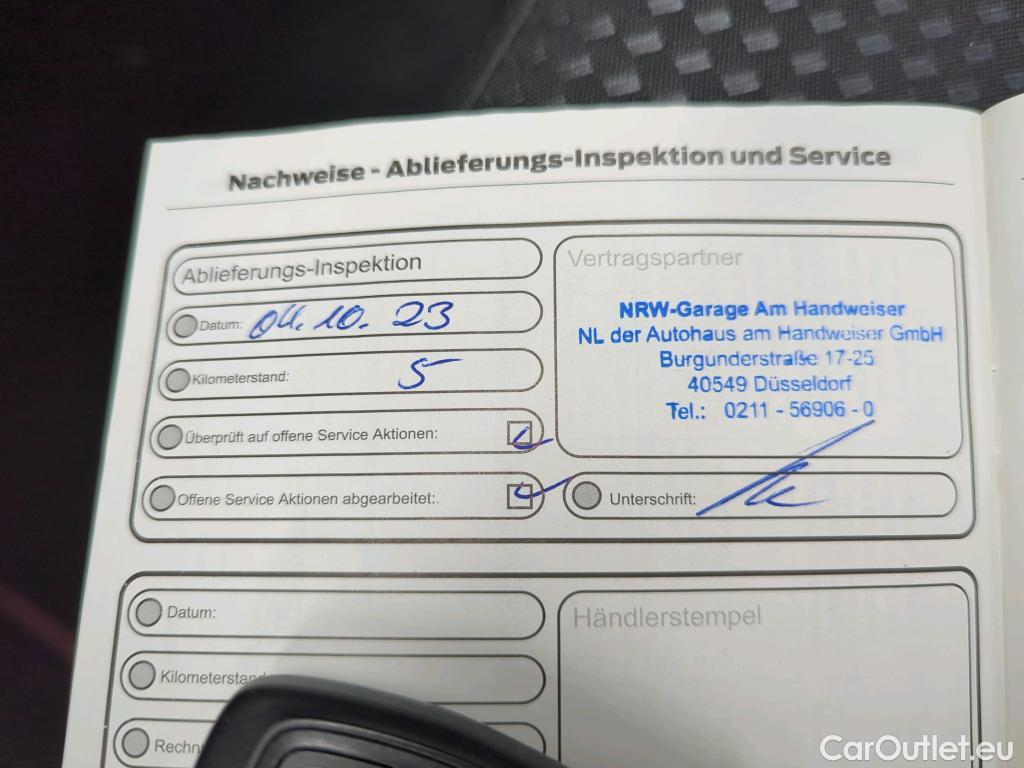 Nachweise - Ablieferungs-Inspektion und Service
Ablieferungs-Inspektion
Datum: 04.10.23
Kilometerstand: 5
Überprüft auf offene Service Aktionen:
Offene Service Aktionen abgearbeitet:
Vertragspartner
NRW-Garage Am Handweiser
NL der Autohaus am Handweiser GmbH
Burgunderstraße 17-25
40549 Düsseldorf
Tel.: 0211 - 56906 - 0
Unterschrift:
Datum:
Kilometerstan
Rechn
Händlerstempel
CarOutlet.eu